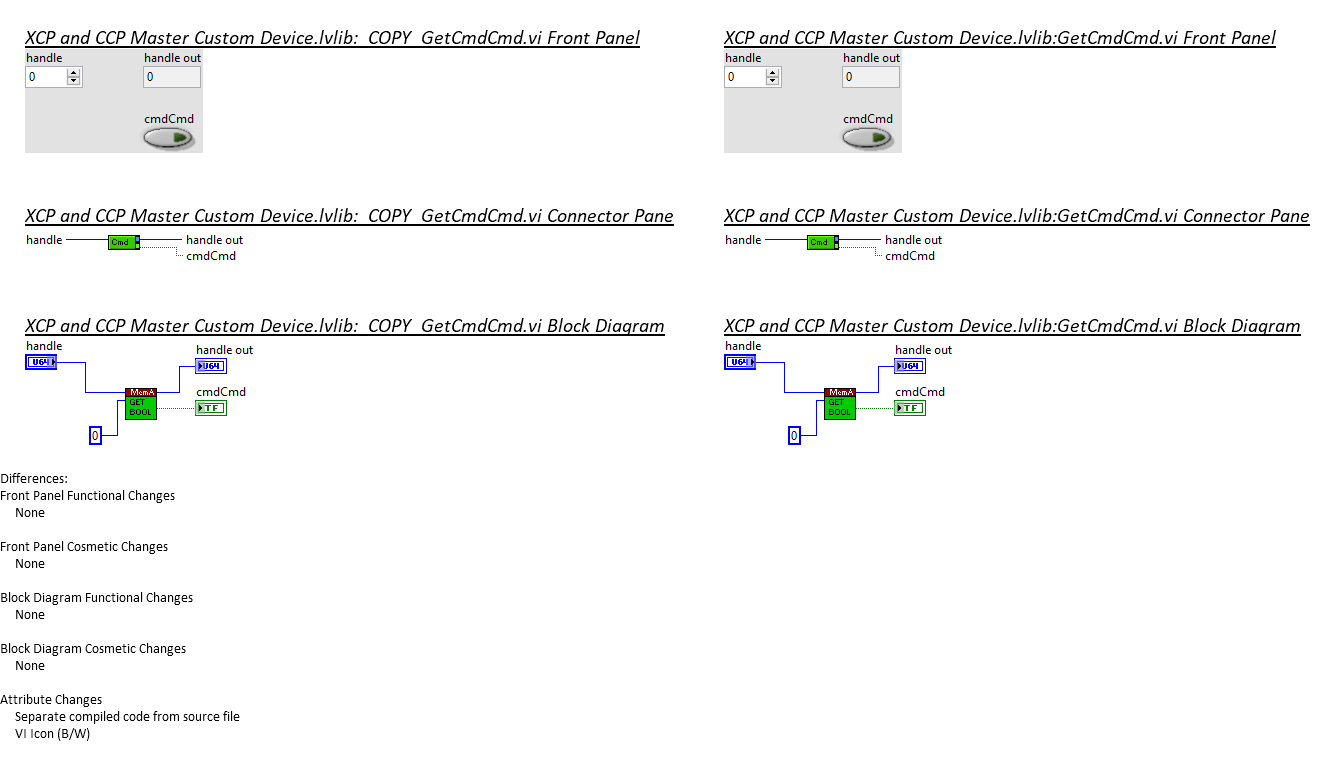 XCP and CCP Master Custom Device.lvlib:_COPY_GetCmdCmd.vi Front Panel
handle
handle out
0
0
cmdCmd
XCP and CCP Master Custom Device.lvlib:GetCmdCmd.vi Front Panel
handle
handle out
0
0
cmdCmd
XCP and CCP Master Custom Device.lvlib:_COPY_GetCmdCmd.vi Connector Pane
handle
Cmd
handle out
cmdCmd
XCP and CCP Master Custom Device.lvlib:GetCmdCmd.vi Connector Pane
handle
Cmd
handle out
cmdCmd
XCP and CCP Master Custom Device.lvlib:_COPY_GetCmdCmd.vi Block Diagram
handle
handle out
U64
U64
cmdCmd
MemA
GET
BOOL
TF
0
XCP and CCP Master Custom Device.lvlib:GetCmdCmd.vi Block Diagram
handle
handle out
U64
U64
cmdCmd
MemA
GET
BOOL
TF
0
Differences:
Front Panel Functional Changes
None
Front Panel Cosmetic Changes
None
Block Diagram Functional Changes
None
Block Diagram Cosmetic Changes
None
Attribute Changes
Separate compiled code from source file
VI Icon (B/W)